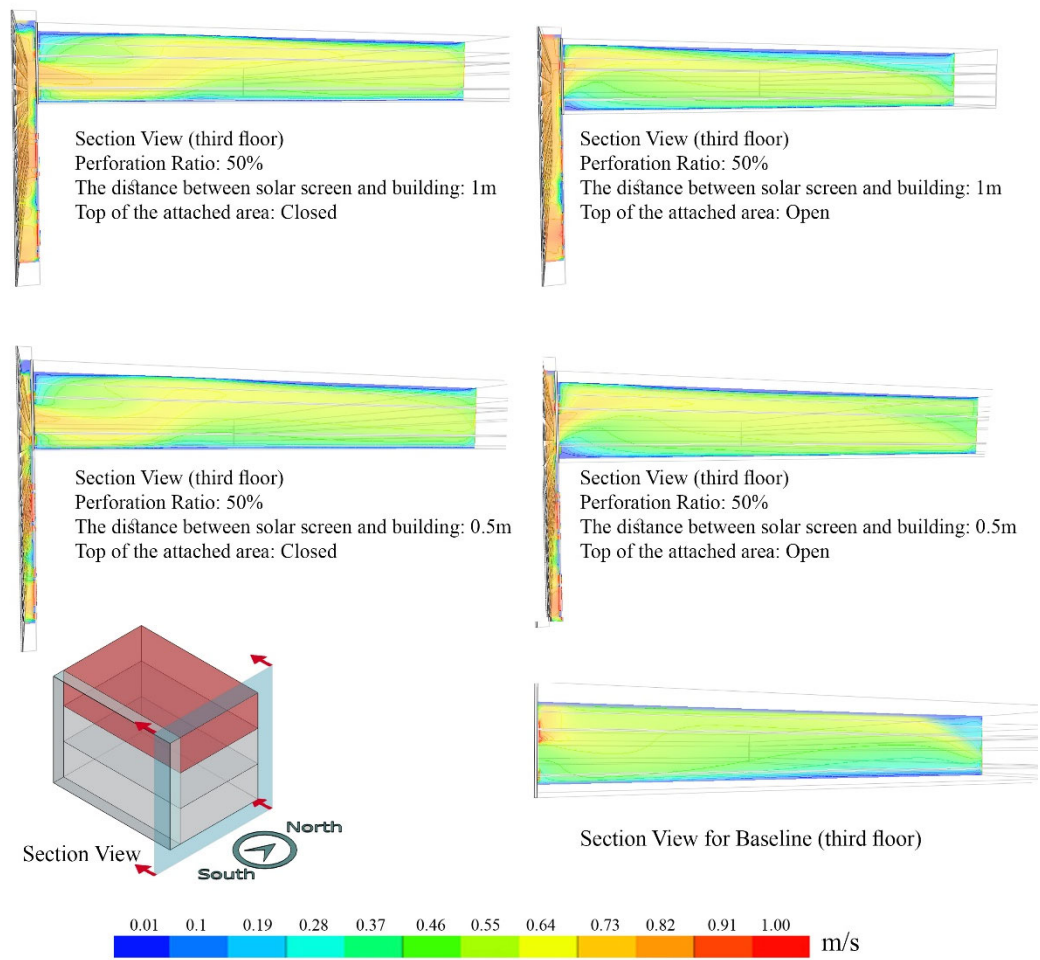 Section View (third floor)
Perforation Ratio: 50%
The distance between solar screen and building: 1m
Top of the attached area: Closed
Section View (third floor)
Perforation Ratio: 50%
The distance between solar screen and building: 1m
Top of the attached area: Open
Section View (third floor)
Perforation Ratio: 50%
The distance between solar screen and building: 0.5m
Top of the attached area: Closed
Section View (third floor)
Perforation Ratio: 50%
The distance between solar screen and building: 0.5m
Top of the attached area: Open
North
Section View
South
Section View for Baseline (third floor)
0.01 0.1 0.19 0.28 0.37 0.46 0.55 0.64 0.73 0.82 0.91 1.00
m/s